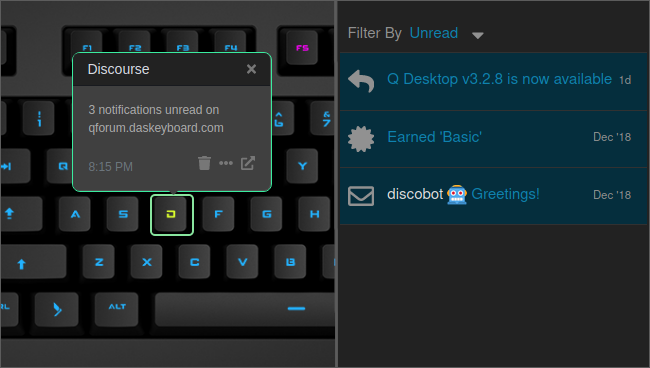 F1 F2 F3 F4 F5
Discourse
3 notifications unread on
qforum.daskeyboard.com
8:15 PM
Q
Y
A S D F G H
Z X C V B N
ALT
Filter By Unread
Q Desktop v3.2.8 is now available 1d
Earned 'Basic' Dec '18
discobot Greetings! Dec '18